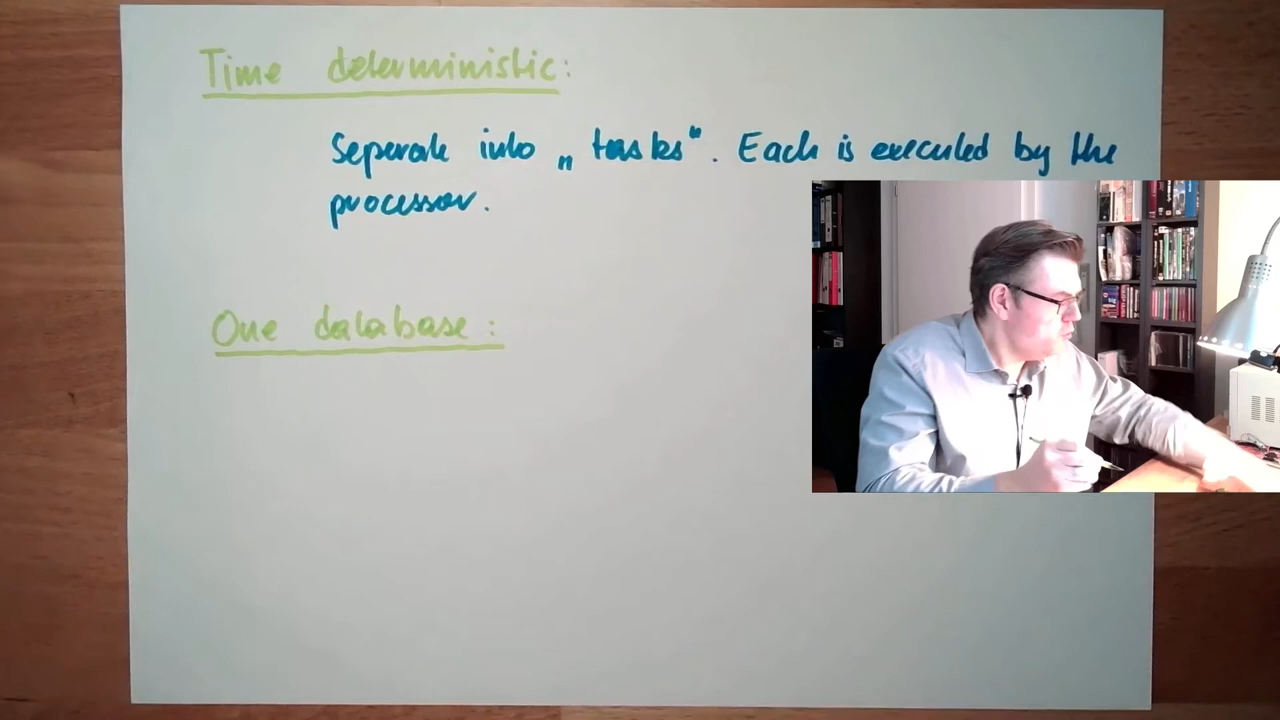 Time deterministic:
Seperate into „tasks“. Each is executed by the
processor.
One database: